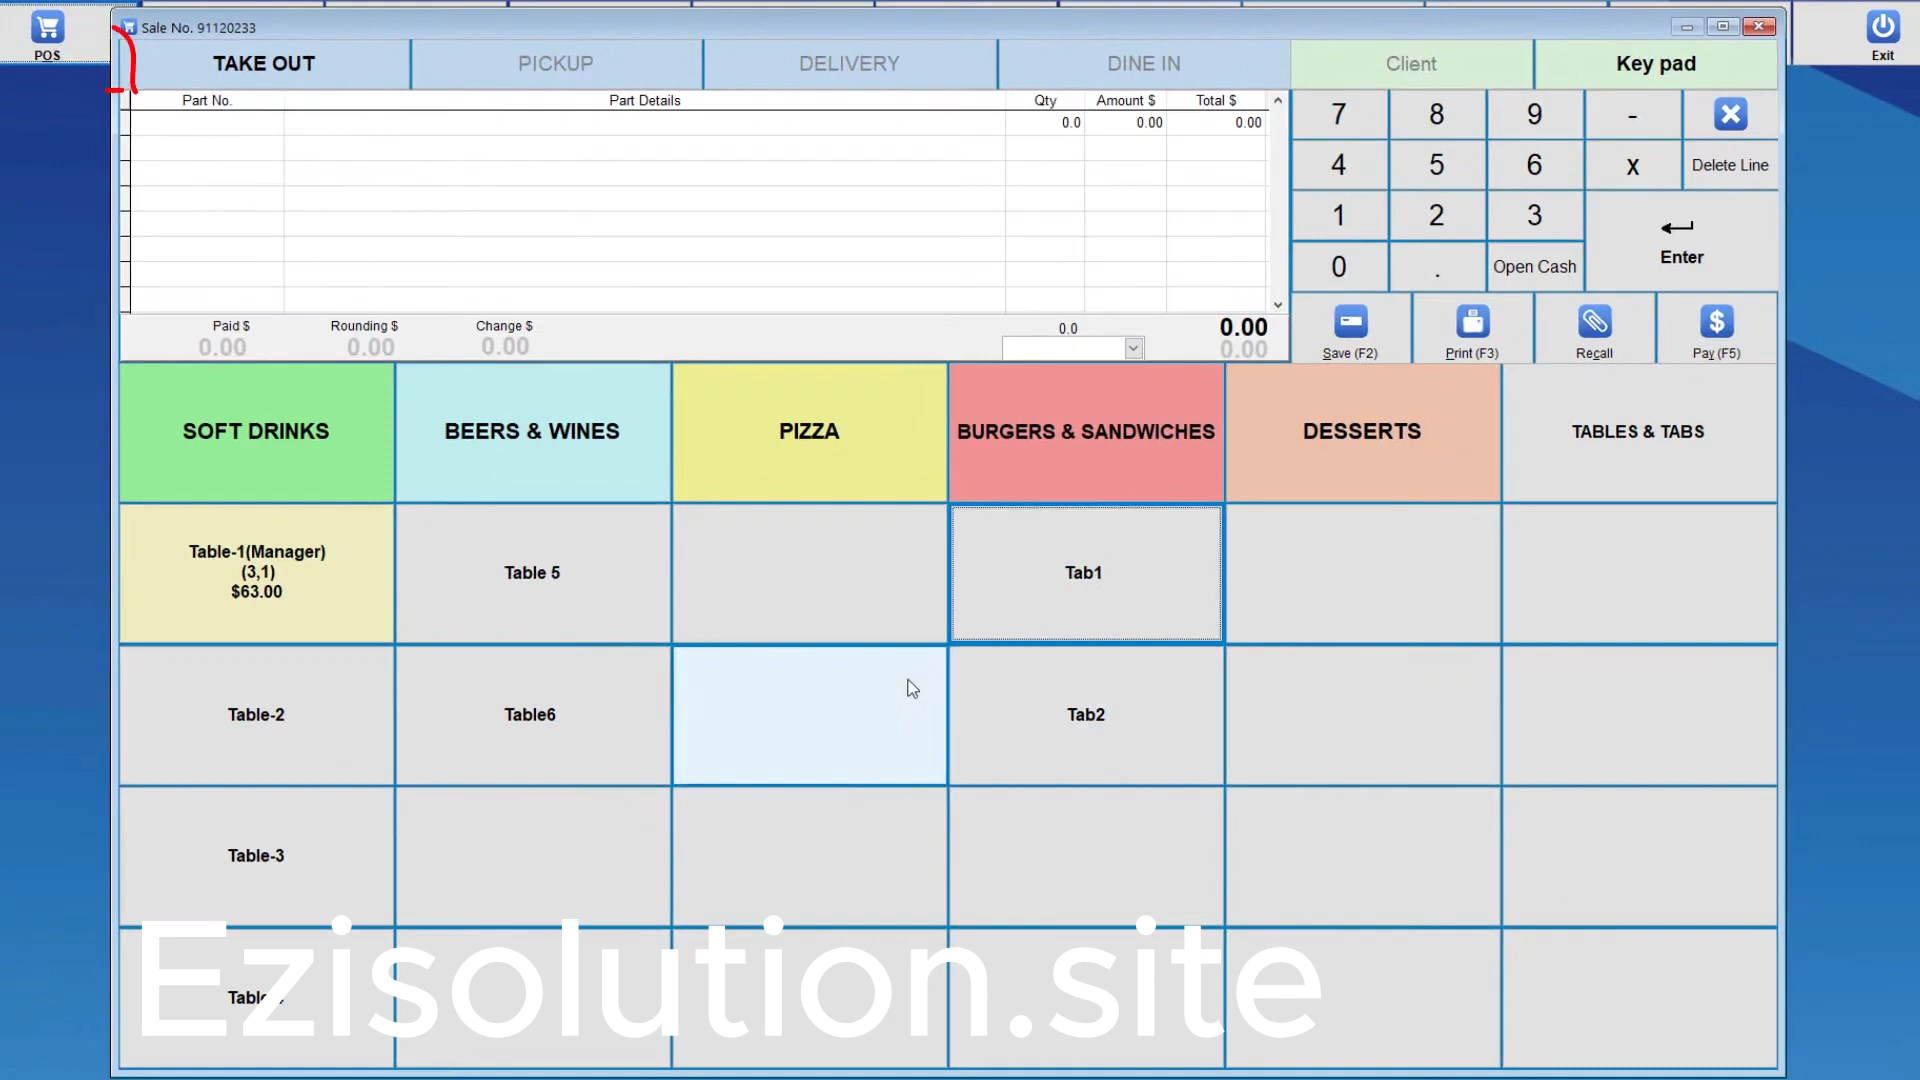 POS
Sale No. 91120233
Exit
TAKE OUT
PICKUP
DELIVERY
DINE IN
Client
Key pad
Part No.
Part Details
Qty
Amount $
Total $
0.0
0.00
0.00
7
8
9
-
4
5
6
X
Delete Line
1
2
3
Enter
0
.
Open Cash
Paid $
Rounding $
Change $
0.0
0.00
0.00
0.00
0.00
0.00
Save (F2)
Print (F3)
Recall
Pay (F5)
SOFT DRINKS
BEERS & WINES
PIZZA
BURGERS & SANDWICHES
DESSERTS
TABLES & TABS
Table-1(Manager)
(3,1)
$63.00
Table 5
Tab1
Table-2
Table6
Tab2
Table-3
Ezisolution.site